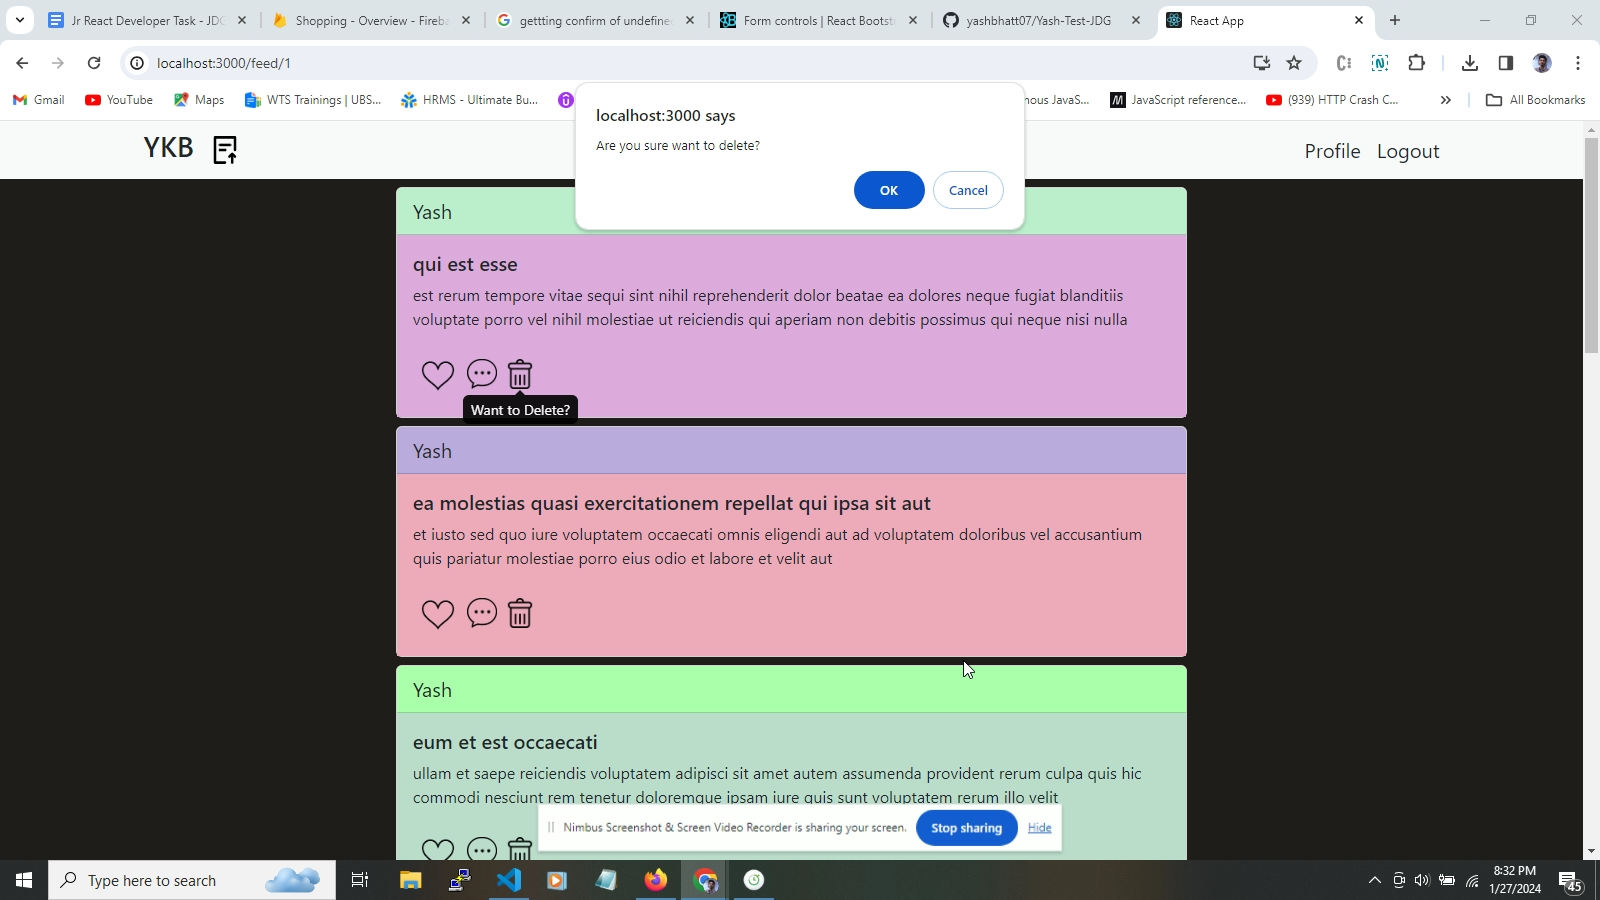 Jr React Developer Task - JDG
Shopping - Overview - Fireba
gettting confirm of undefined
Form controls | React Bootst
yashbhatt07/Yash-Test-JDG
React App
localhost:3000/feed/1
Gmail
YouTube
Maps
WTS Trainings | UBS...
HRMS - Ultimate Bu...
nous JavaS...
JavaScript reference...
(939) HTTP Crash C...
All Bookmarks
localhost:3000 says
Are you sure want to delete?
OK
Cancel
YKB
Profile
Logout
Yash
qui est esse
est rerum tempore vitae sequi sint nihil reprehenderit dolor beatae ea dolores neque fugiat blanditiis
voluptate porro vel nihil molestiae ut reiciendis qui aperiam non debitis possimus qui neque nisi nulla
Want to Delete?
Yash
ea molestias quasi exercitationem repellat qui ipsa sit aut
et iusto sed quo iure voluptatem occaecati omnis eligendi aut ad voluptatem doloribus vel accusantium
quis pariatur molestiae porro eius odio et labore et velit aut
Yash
eum et est occaecati
ullam et saepe reiciendis voluptatem adipisci sit amet autem assumenda provident rerum culpa quis hic
commodi nesciunt rem tenetur doloremque ipsam iure quis sunt voluptatem rerum illo velit
Nimbus Screenshot & Screen Video Recorder is sharing your screen.
Stop sharing
Hide
Type here to search
8:32 PM
1/27/2024
45